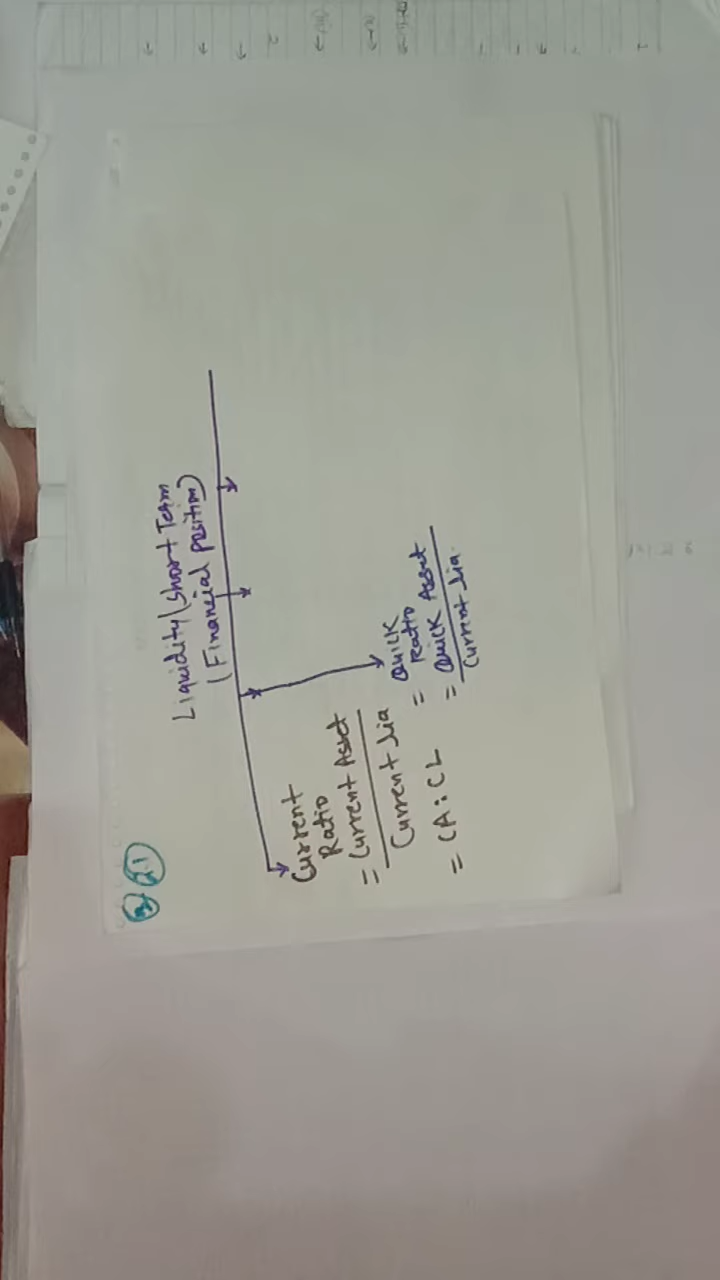 Liquidity (Short Term
(Financial Position)
Current
Ratio
= Current Asset
Current Lia
= CA : CL
Quick
Ratio
=
= Quick Asset
Current Lia.